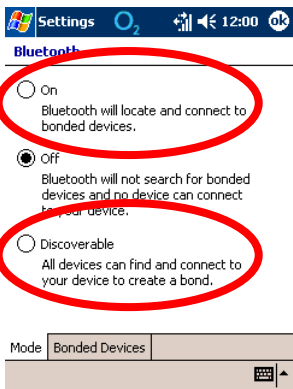 Settings O2 12:00 ok
Bluetooth
On
Bluetooth will locate and connect to
bonded devices.
Off
Bluetooth will not search for bonded
devices and no device can connect
to your device.
Discoverable
All devices can find and connect to
your device to create a bond.
Mode Bonded Devices